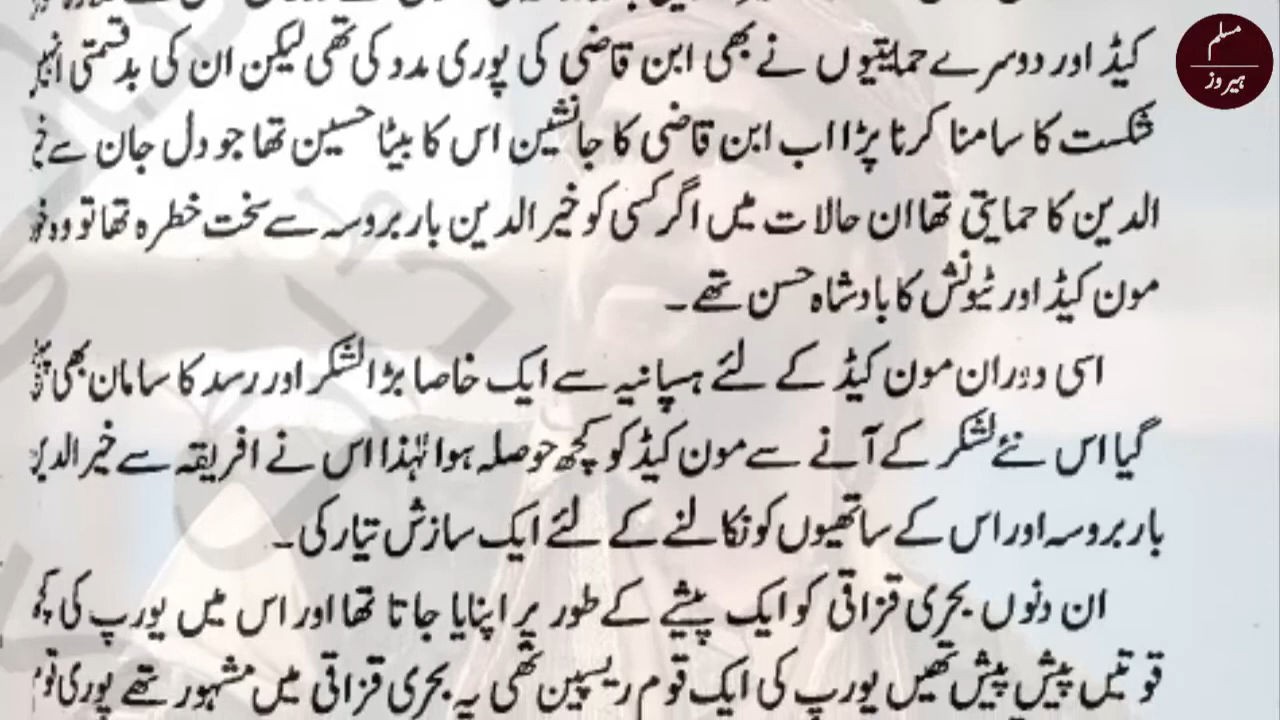 کیڈ اور دوسرے حمایتیوں نے بھی ابن قاضی کی پوری مدد کی تھی لیکن ان کی بدقسمتی انہیں
شکست کا سامنا کرنا پڑا اب ابن قاضی کا جانشین اس کا بیٹا حسین تھا جو دل جان سے خیر
الدین کا حمایتی تھا ان حالات میں اگر کسی کو خیر الدین باربروسہ سے سخت خطرہ تھا تو وہ
مون کیڈ اور ٹیونش کا بادشاہ حسن تھے۔
اسی دوران مون کیڈ کے لئے ہسپانیہ سے ایک خاصا بڑا لشکر اور رسد کا سامان بھی
گیا اس نئے لشکر کے آنے سے مون کیڈ کو کچھ حوصلہ ہوا لہٰذا اس نے افریقہ سے خیر الدین
باربروسہ اور اس کے ساتھیوں کو نکالنے کے لئے ایک سازش تیار کی۔
ان دنوں بحری قزاقی کو ایک پیشے کے طور پر اپنایا جاتا تھا اور اس میں یورپ کی کچھ
قوتیں پیش پیش تھیں یورپ کی ایک قوم ریسپین تھی یہ بحری قزاقی میں مشہور تھے پوری قوم
مسلم
ہیروز